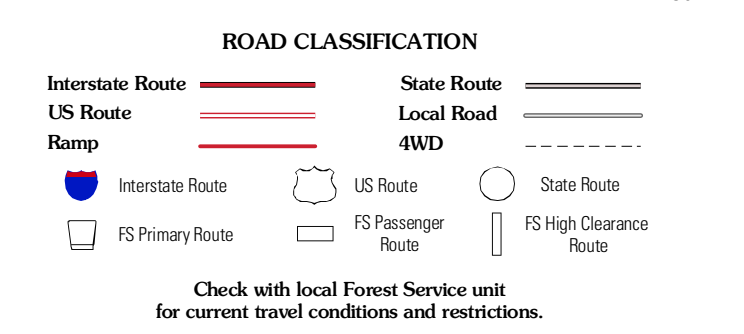 ROAD CLASSIFICATION
Interstate Route
State Route
US Route
Local Road
Ramp
4WD
Interstate Route
US Route
State Route
FS Primary Route
FS Passenger
Route
FS High Clearance
Route
Check with local Forest Service unit
for current travel conditions and restrictions.